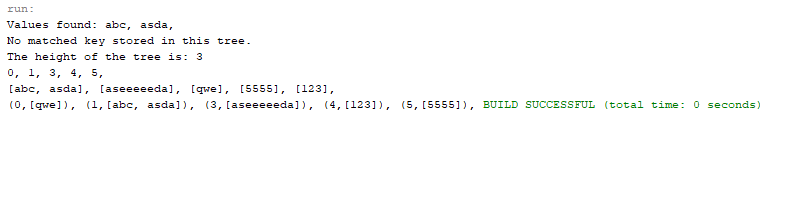 run:
Values found: abc, asda,
No matched key stored in this tree.
The height of the tree is: 3
0, 1, 3, 4, 5,
[abc, asda], [aseeeeeda], [qwe], [5555], [123],
(0,[qwe]), (1,[abc, asda]), (3,[aseeeeeda]), (4,[123]), (5,[5555]), BUILD SUCCESSFUL (total time: 0 seconds)